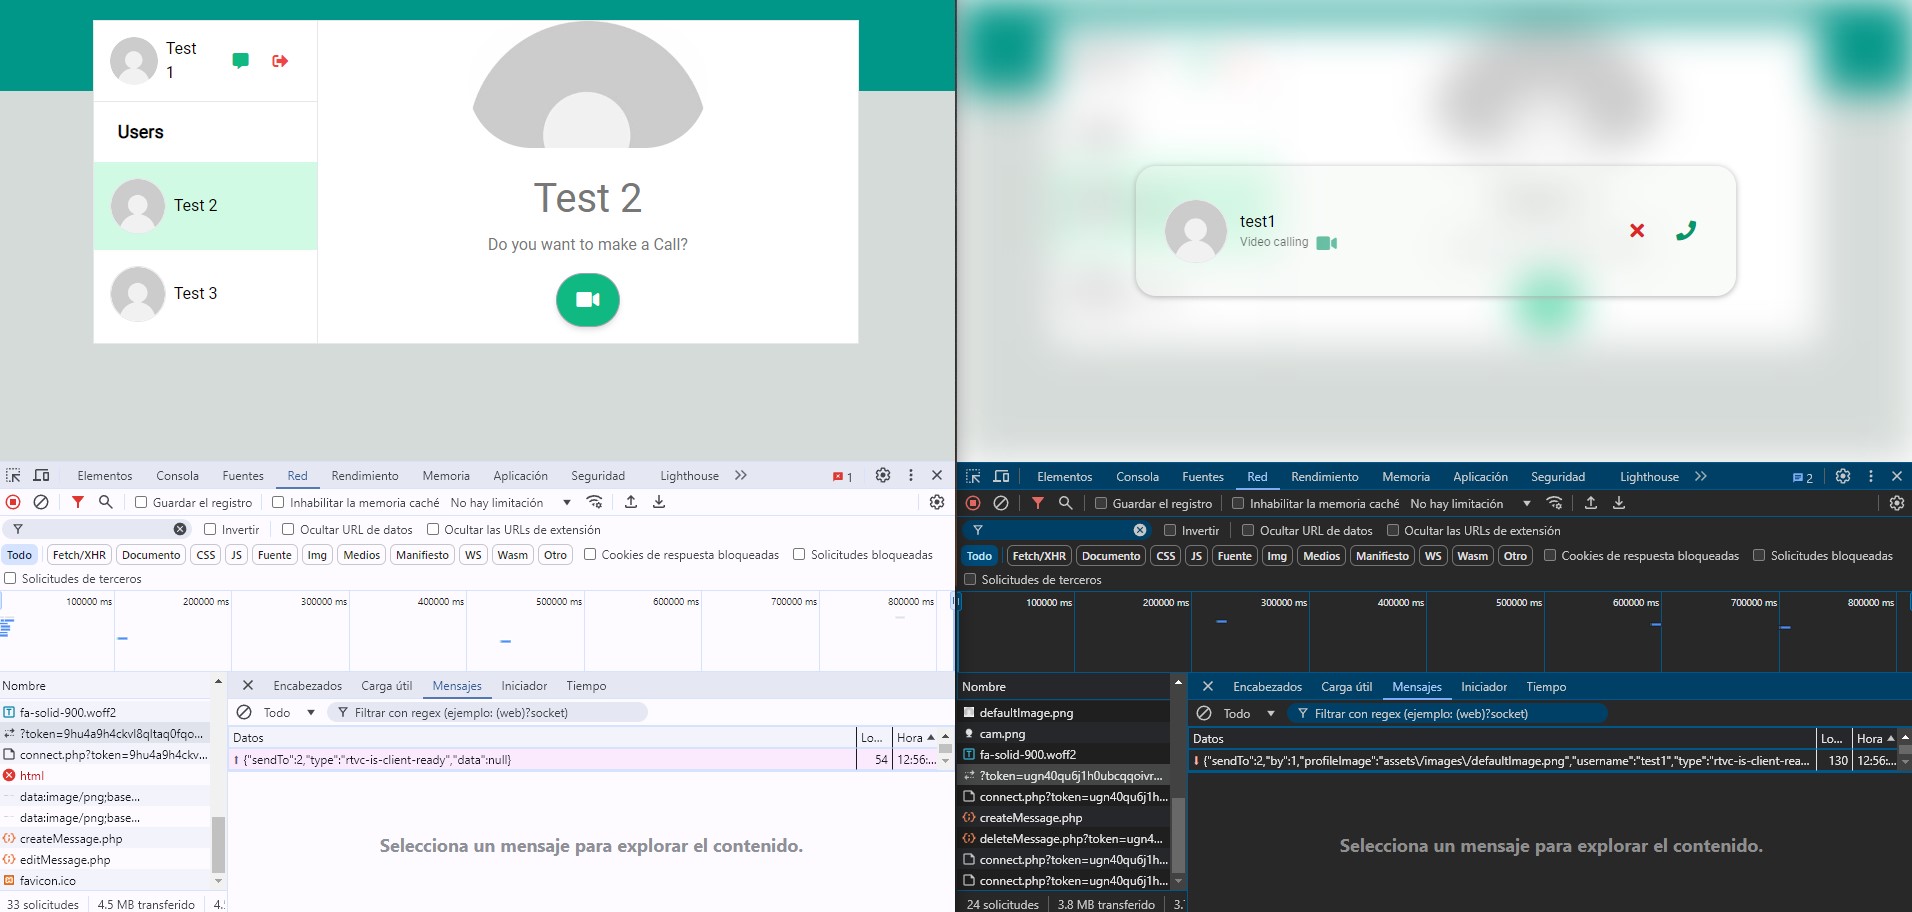 Test
1
Users
Test 2
Test 3
Test 2
Do you want to make a Call?
test1
Video calling
Elementos Consola Fuentes Red Rendimiento Memoria Aplicación Seguridad Lighthouse 1
Guardar el registro Inhabilitar la memoria caché No hay limitación
Invertir Ocultar URL de datos Ocultar las URLs de extensión
Todo Fetch/XHR Documento CSS JS Fuente Img Medios Manifiesto WS Wasm Otro Cookies de respuesta bloqueadas Solicitudes bloqueadas
Solicitudes de terceros
100000 ms 200000 ms 300000 ms 400000 ms 500000 ms 600000 ms 700000 ms 800000 ms
Nombre
fa-solid-900.woff2
?token=9hu4a9h4ckvl8qltaq0fqo...
connect.php?token=9hu4a9h4ckv...
html
data:image/png;base...
data:image/png;base...
createMessage.php
editMessage.php
favicon.ico
33 solicitudes 4.5 MB transferido 4.
Encabezados Carga útil Mensajes Iniciador Tiempo
Todo Filtrar con regex (ejemplo: (web)?socket)
Datos Lo... Hora
{"sendTo":2,"type":"rtvc-is-client-ready","data":null} 54 12:56:...
Selecciona un mensaje para explorar el contenido.
Elementos Consola Fuentes Red Rendimiento Memoria Aplicación Seguridad Lighthouse 2
Guardar el registro Inhabilitar la memoria caché No hay limitación
Invertir Ocultar URL de datos Ocultar las URLs de extensión
Todo Fetch/XHR Documento CSS JS Fuente Img Medios Manifiesto WS Wasm Otro Cookies de respuesta bloqueadas Solicitudes bloqueadas
Solicitudes de terceros
100000 ms 200000 ms 300000 ms 400000 ms 500000 ms 600000 ms 700000 ms 800000 ms
Nombre
defaultImage.png
cam.png
fa-solid-900.woff2
?token=ugn40qu6j1h0ubcqqoivr...
connect.php?token=ugn40qu6j1h...
createMessage.php
deleteMessage.php?token=ugn4...
connect.php?token=ugn40qu6j1h...
connect.php?token=ugn40qu6j1h...
24 solicitudes 3.8 MB transferido 3.
Encabezados Carga útil Mensajes Iniciador Tiempo
Todo Filtrar con regex (ejemplo: (web)?socket)
Datos Lo... Hora
{"sendTo":2,"by":1,"profileImage":"assets\/images\/defaultImage.png","username":"test1","type":"rtvc-is-client-rea... 130 12:56:...
Selecciona un mensaje para explorar el contenido.